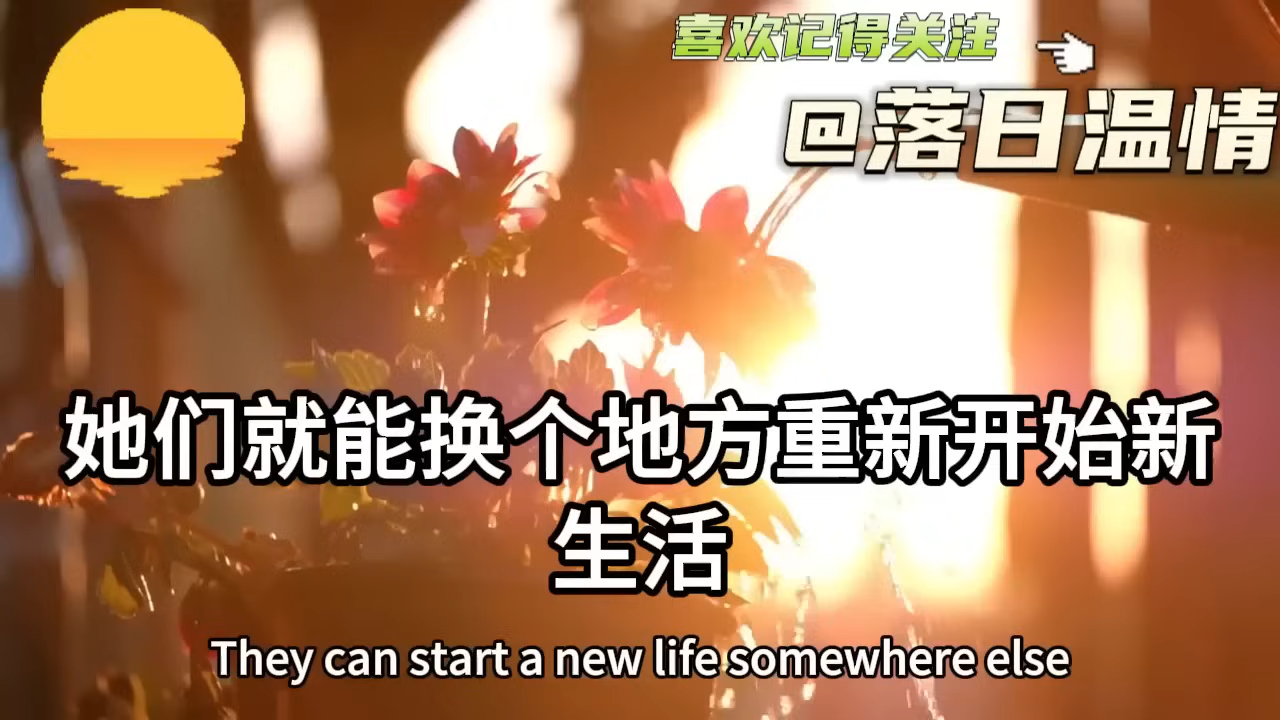 喜欢记得关注
@落日温情
她们就能换个地方重新开始新
生活
They can start a new life somewhere else